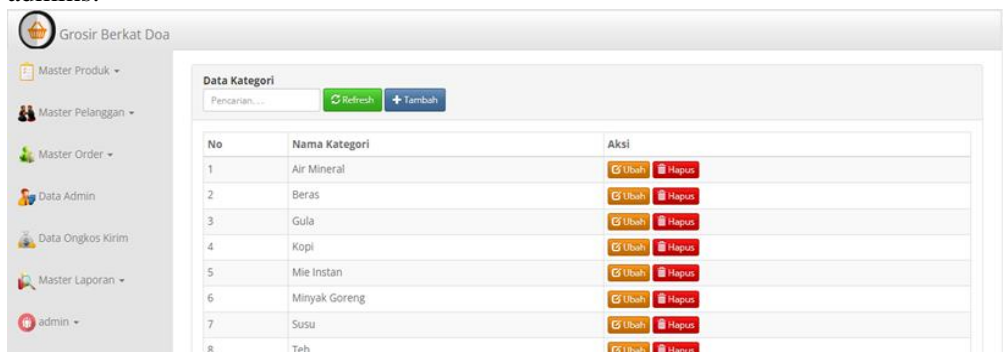 Grosir Berkat Doa
Master Produk
Master Pelanggan
Master Order
Data Admin
Data Ongkos Kirim
Master Laporan
admin
Data Kategori
Pencarian.... Refresh Tambah
No Nama Kategori Aksi
1 Air Mineral Ubah Hapus
2 Beras Ubah Hapus
3 Gula Ubah Hapus
4 Kopi Ubah Hapus
5 Mie Instan Ubah Hapus
6 Minyak Goreng Ubah Hapus
7 Susu Ubah Hapus
8 Teh Ubah Hapus